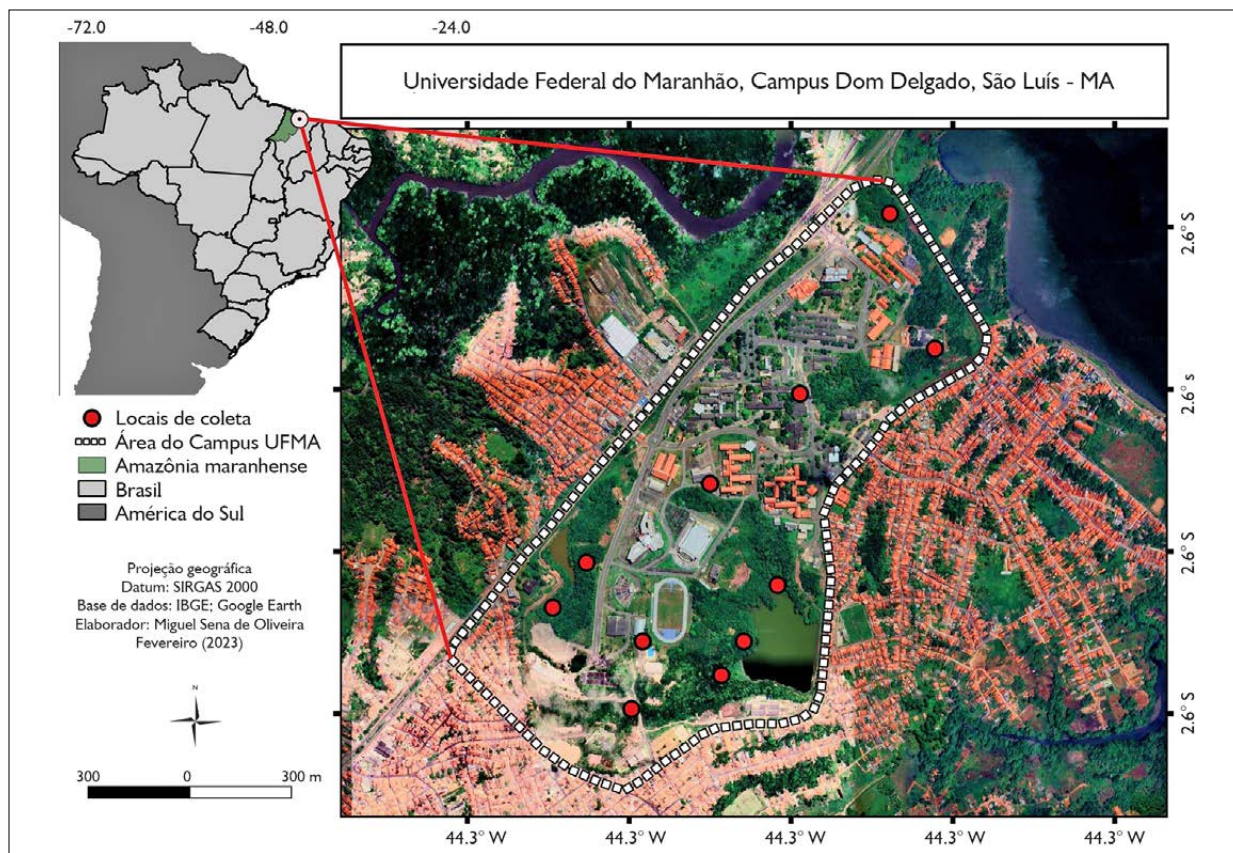 -72.0
-48.0
-24.0
Universidade Federal do Maranhão, Campus Dom Delgado, São Luís - MA
2.6° S
2.6° S
2.6° S
2.6° S
Locais de coleta
Área do Campus UFMA
Amazônia maranhense
Brasil
América do Sul
Projeção geográfica
Datum: SIRGAS 2000
Base de dados: IBGE; Google Earth
Elaborador: Miguel Sena de Oliveira
Fevereiro (2023)
N
300
0
300 m
44.3° W
44.3° W
44.3° W
44.3° W
44.3° W